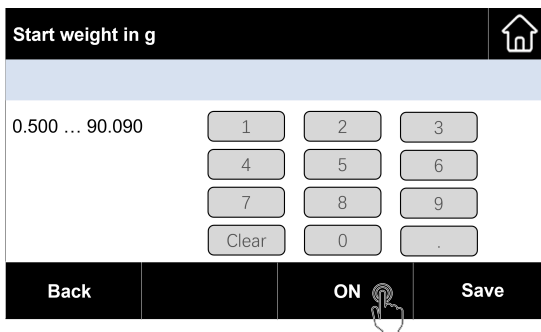 Start weight in g
0.500 … 90.090
1 2 3
4 5 6
7 8 9
Clear 0 .
Back ON Save